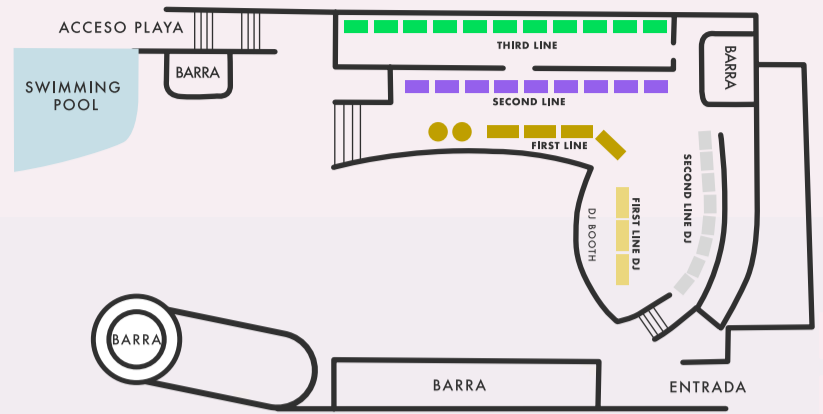 ACCESO PLAYA
THIRD LINE
BARRA
BARRA
SWIMMING
POOL
SECOND LINE
FIRST LINE
SECOND LINE DJ
FIRST LINE DJ
DJ BOOTH
BARRA
BARRA
ENTRADA